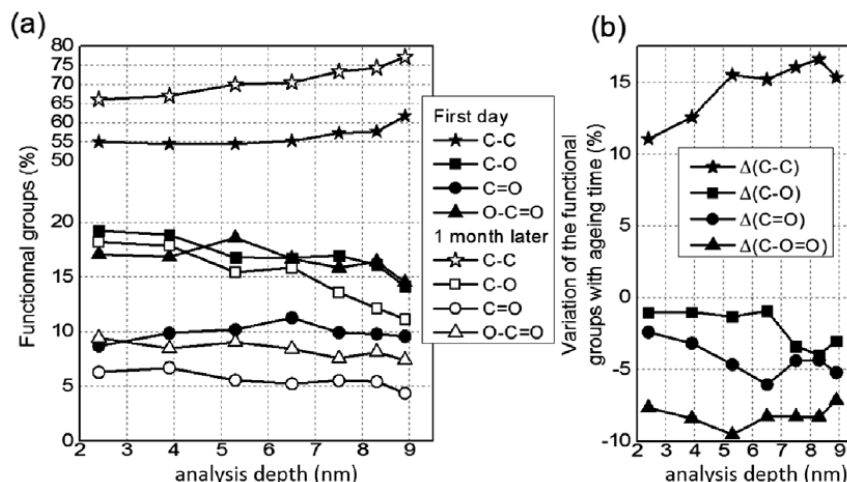 (a)
80
75
70
65
60
55
50
20
15
10
5
0
Functionnal groups (%)
2 3 4 5 6 7 8 9
analysis depth (nm)
First day
C-C
C-O
C=O
O-C=O
1 month later
C-C
C-O
C=O
O-C=O
(b)
15
10
5
0
-5
-10
Variation of the functional
groups with ageing time (%)
2 3 4 5 6 7 8 9
analysis depth (nm)
Δ(C-C)
Δ(C-O)
Δ(C=O)
Δ(C-O=O)